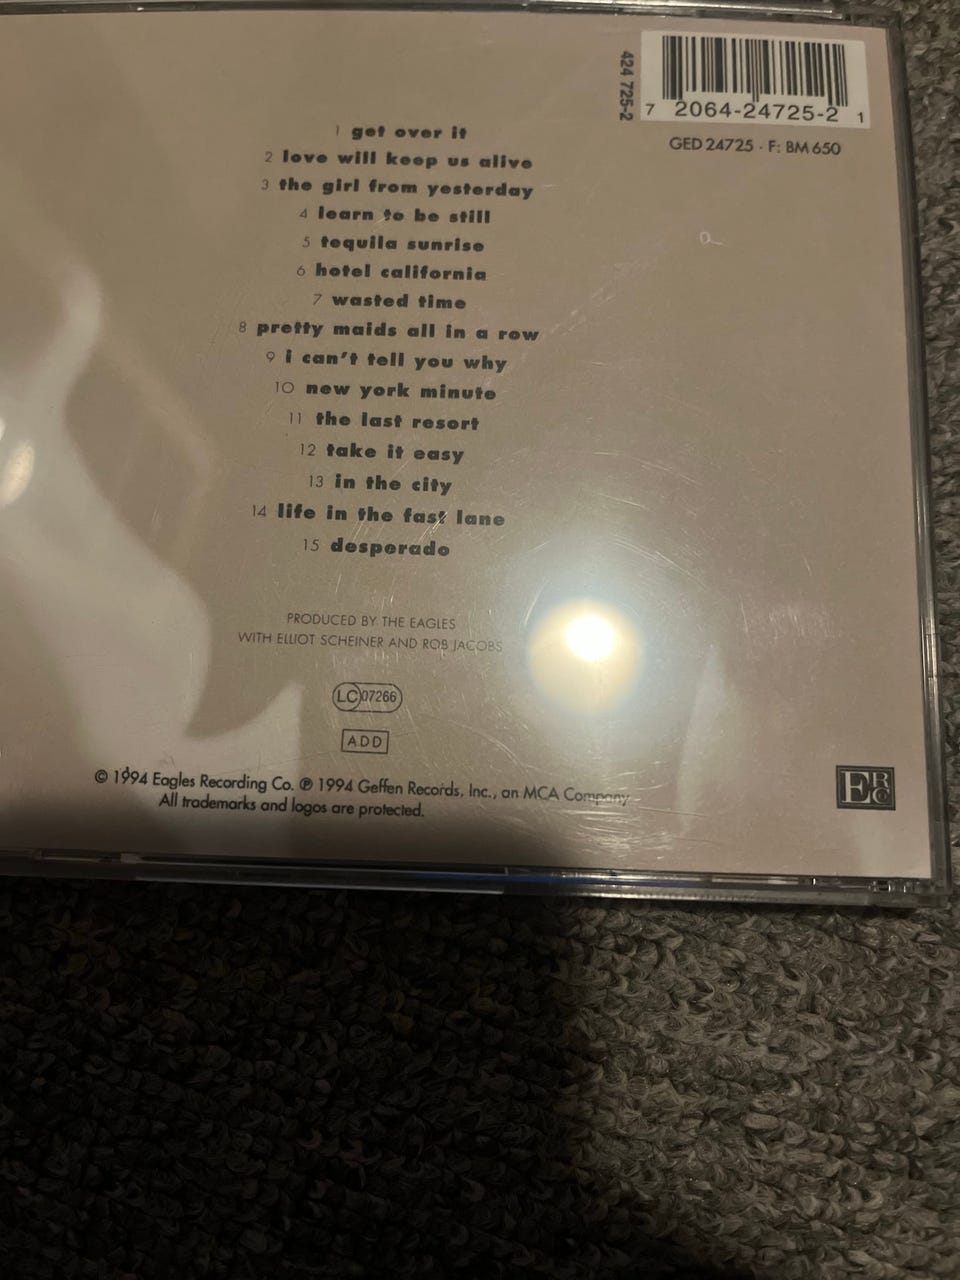 424 725-2
7 2064-24725-2 1
GED 24725 · F: BM 650
1 get over it
2 love will keep us alive
3 the girl from yesterday
4 learn to be still
5 tequila sunrise
6 hotel california
7 wasted time
8 pretty maids all in a row
9 i can't tell you why
10 new york minute
11 the last resort
12 take it easy
13 in the city
14 life in the fast lane
15 desperado
PRODUCED BY THE EAGLES
WITH ELLIOT SCHEINER AND ROB JACOBS
LC 07266
ADD
© 1994 Eagles Recording Co. ℗ 1994 Geffen Records, Inc., an MCA Company
All trademarks and logos are protected.
ERC